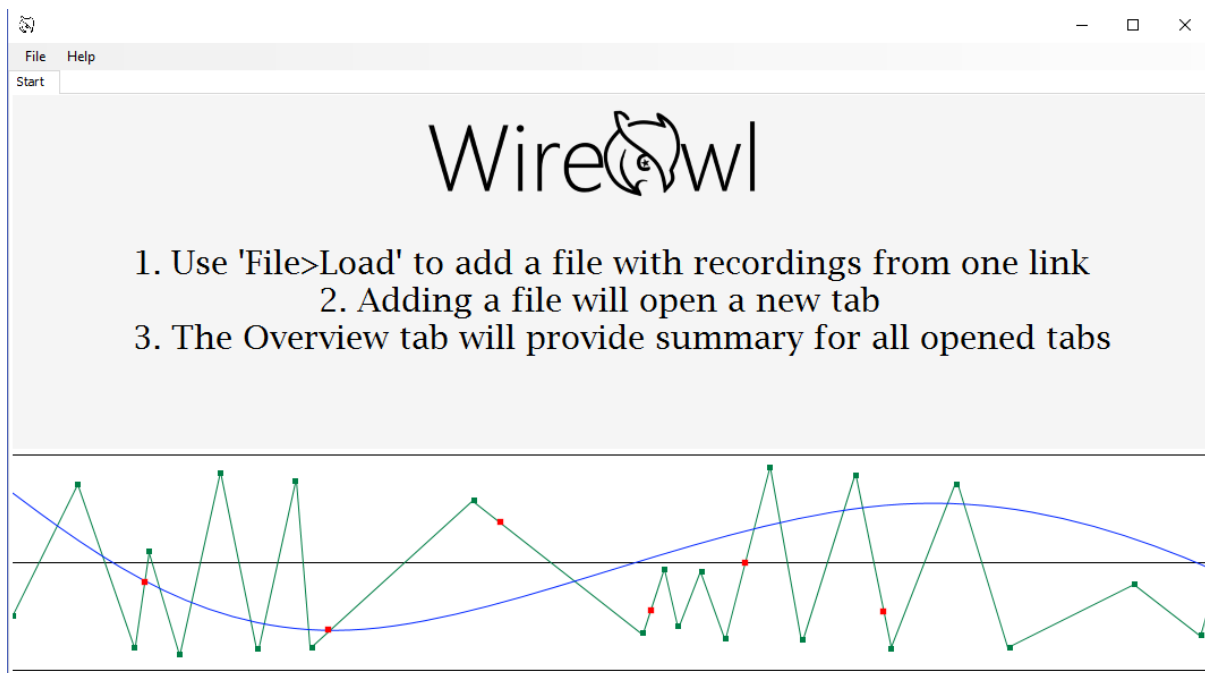 File Help
Start
WireOwl
1. Use 'File>Load' to add a file with recordings from one link
2. Adding a file will open a new tab
3. The Overview tab will provide summary for all opened tabs